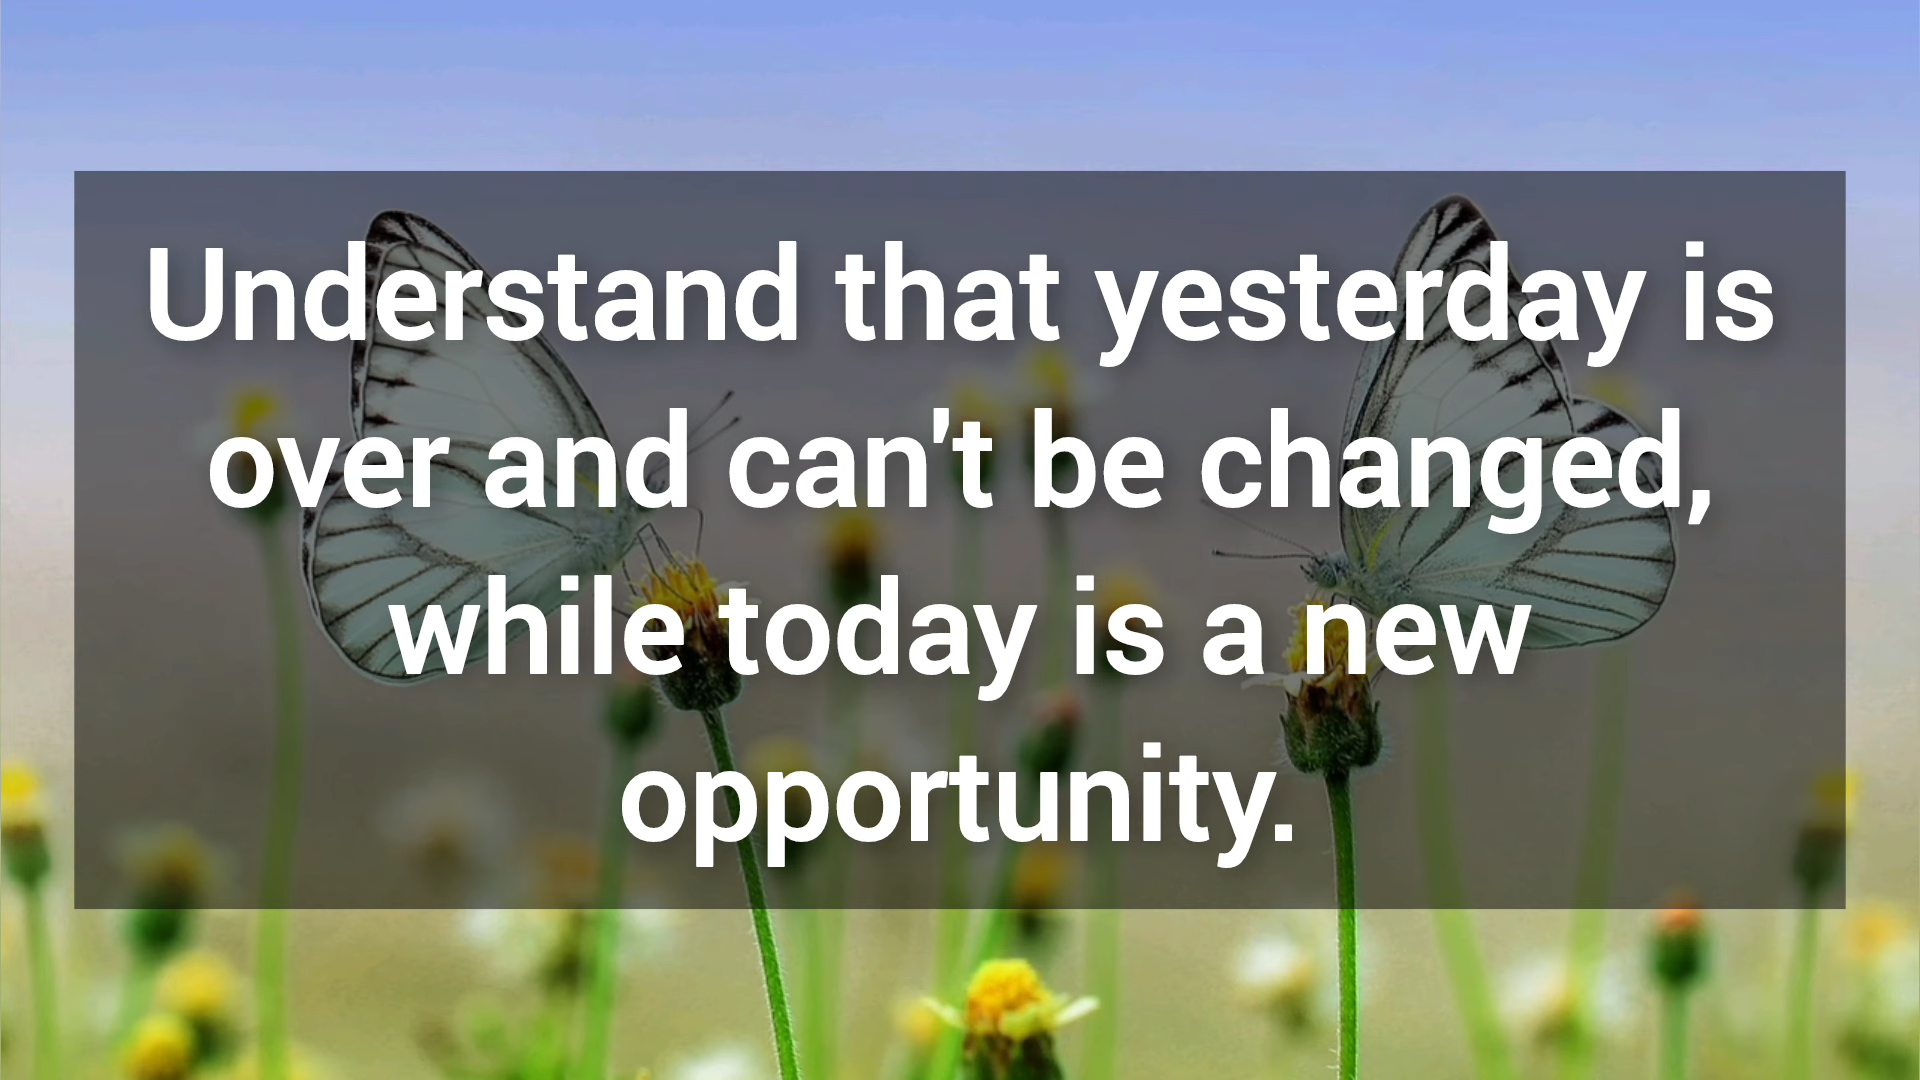 Understand that yesterday is
over and can't be changed,
while today is a new
opportunity.